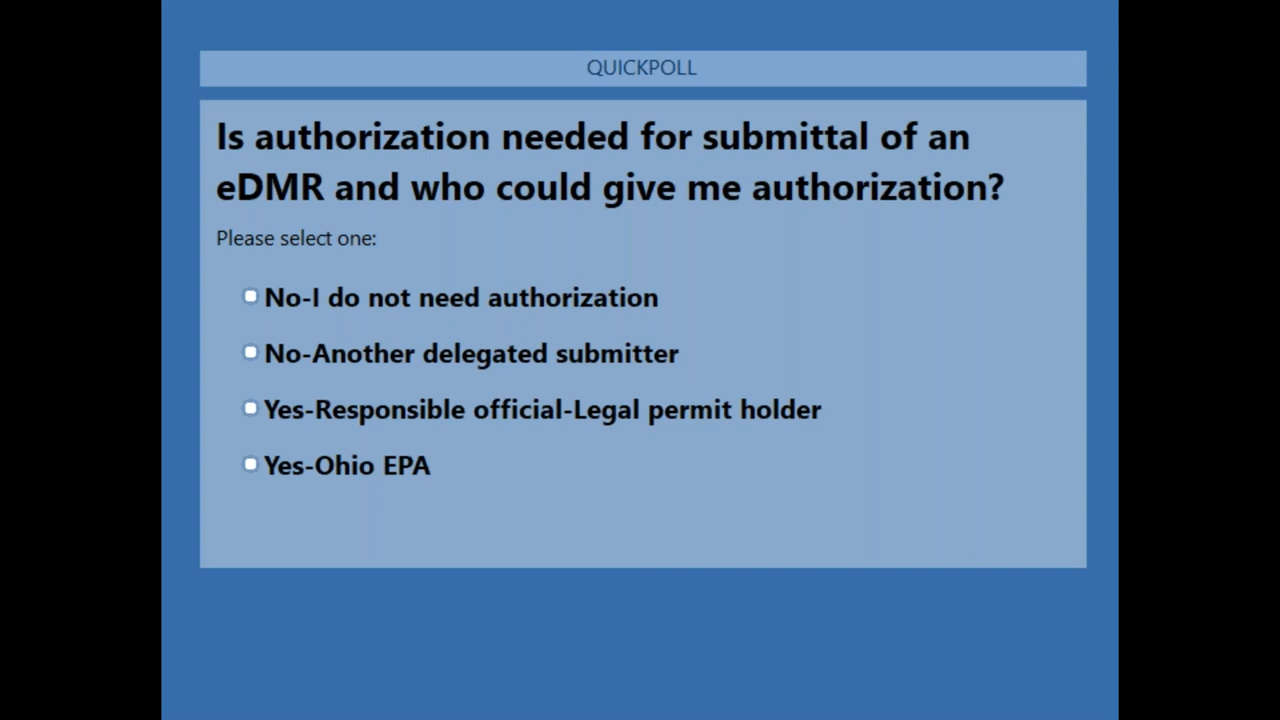 QUICKPOLL
Is authorization needed for submittal of an
eDMR and who could give me authorization?
Please select one:
No-I do not need authorization
No-Another delegated submitter
Yes-Responsible official-Legal permit holder
Yes-Ohio EPA